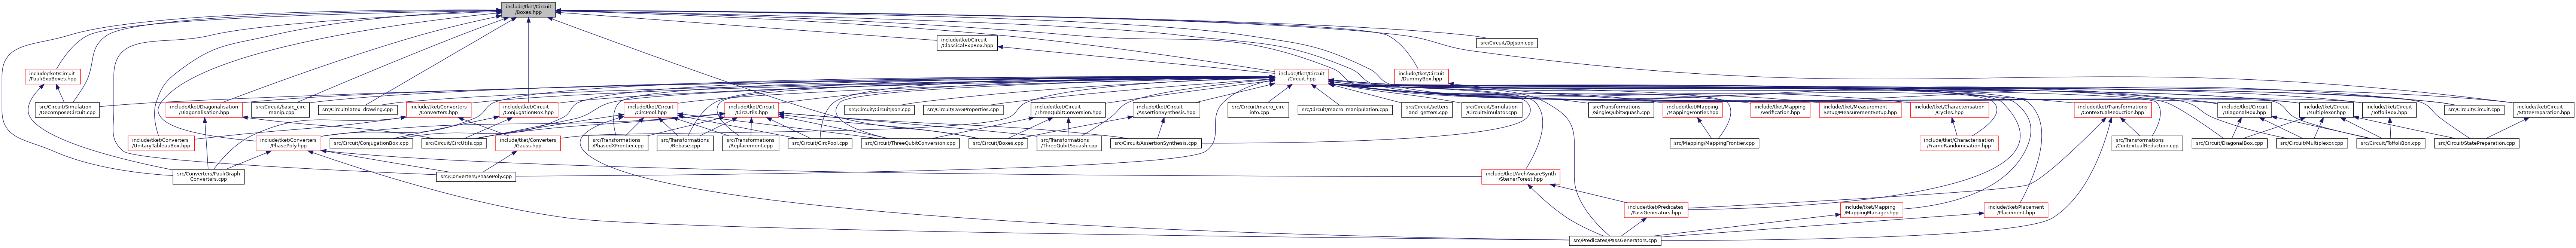 include/tket/Circuit
/Boxes.hpp
include/tket/Circuit
/ClassicalExpBox.hpp
src/Circuit/OpJson.cpp
include/tket/Circuit
/PauliExpBoxes.hpp
include/tket/Circuit
/Circuit.hpp
include/tket/Circuit
/DummyBox.hpp
src/Circuit/Simulation
/DecomposeCircuit.cpp
include/tket/Diagonalisation
/Diagonalisation.hpp
src/Circuit/basic_circ
_manip.cpp
src/Circuit/latex_drawing.cpp
include/tket/Converters
/Converters.hpp
include/tket/Circuit
/ConjugationBox.hpp
include/tket/Circuit
/CircPool.hpp
include/tket/Circuit
/CircUtils.hpp
src/Circuit/CircuitJson.cpp
src/Circuit/DAGProperties.cpp
include/tket/Circuit
/ThreeQubitConversion.hpp
include/tket/Circuit
/AssertionSynthesis.hpp
src/Circuit/macro_circ
_info.cpp
src/Circuit/macro_manipulation.cpp
src/Circuit/setters
_and_getters.cpp
src/Circuit/Simulation
/CircuitSimulator.cpp
src/Transformations
/SingleQubitSquash.cpp
include/tket/Mapping
/MappingFrontier.hpp
include/tket/Mapping
/Verification.hpp
include/tket/Measurement
Setup/MeasurementSetup.hpp
include/tket/Characterisation
/Cycles.hpp
include/tket/Transformations
/ContextualReduction.hpp
include/tket/Circuit
/DiagonalBox.hpp
include/tket/Circuit
/Multiplexor.hpp
include/tket/Circuit
/ToffoliBox.hpp
src/Circuit/Circuit.cpp
include/tket/Circuit
/StatePreparation.hpp
include/tket/Converters
/UnitaryTableauBox.hpp
include/tket/Converters
/PhasePoly.hpp
src/Circuit/ConjugationBox.cpp
src/Circuit/CircUtils.cpp
include/tket/Converters
/Gauss.hpp
src/Transformations
/PhasedXFrontier.cpp
src/Transformations
/Rebase.cpp
src/Transformations
/Replacement.cpp
src/Circuit/CircPool.cpp
src/Circuit/ThreeQubitConversion.cpp
src/Circuit/Boxes.cpp
src/Transformations
/ThreeQubitSquash.cpp
src/Circuit/AssertionSynthesis.cpp
src/Mapping/MappingFrontier.cpp
include/tket/Characterisation
/FrameRandomisation.hpp
src/Transformations
/ContextualReduction.cpp
src/Circuit/DiagonalBox.cpp
src/Circuit/Multiplexor.cpp
src/Circuit/ToffoliBox.cpp
src/Circuit/StatePreparation.cpp
src/Converters/PauliGraph
Converters.cpp
src/Converters/PhasePoly.cpp
include/tket/ArchAwareSynth
/SteinerForest.hpp
include/tket/Predicates
/PassGenerators.hpp
include/tket/Mapping
/MappingManager.hpp
include/tket/Placement
/Placement.hpp
src/Predicates/PassGenerators.cpp